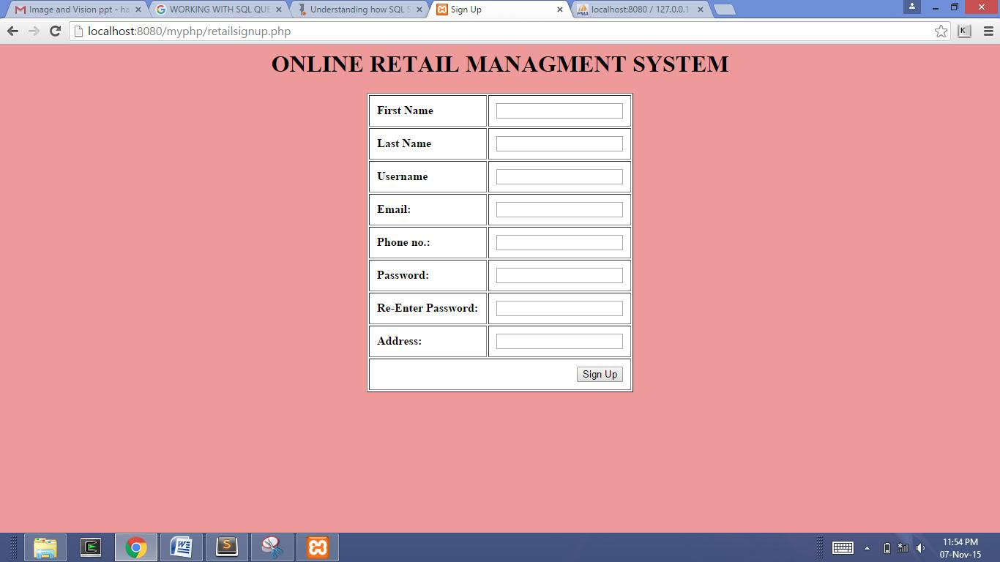 Image and Vision ppt - ha
WORKING WITH SQL QUE
Understanding how SQL S
Sign Up
localhost:8080 / 127.0.0.1
localhost:8080/myphp/retailsignup.php
K
ONLINE RETAIL MANAGMENT SYSTEM
First Name
Last Name
Username
Email:
Phone no.:
Password:
Re-Enter Password:
Address:
Sign Up
11:54 PM
07-Nov-15